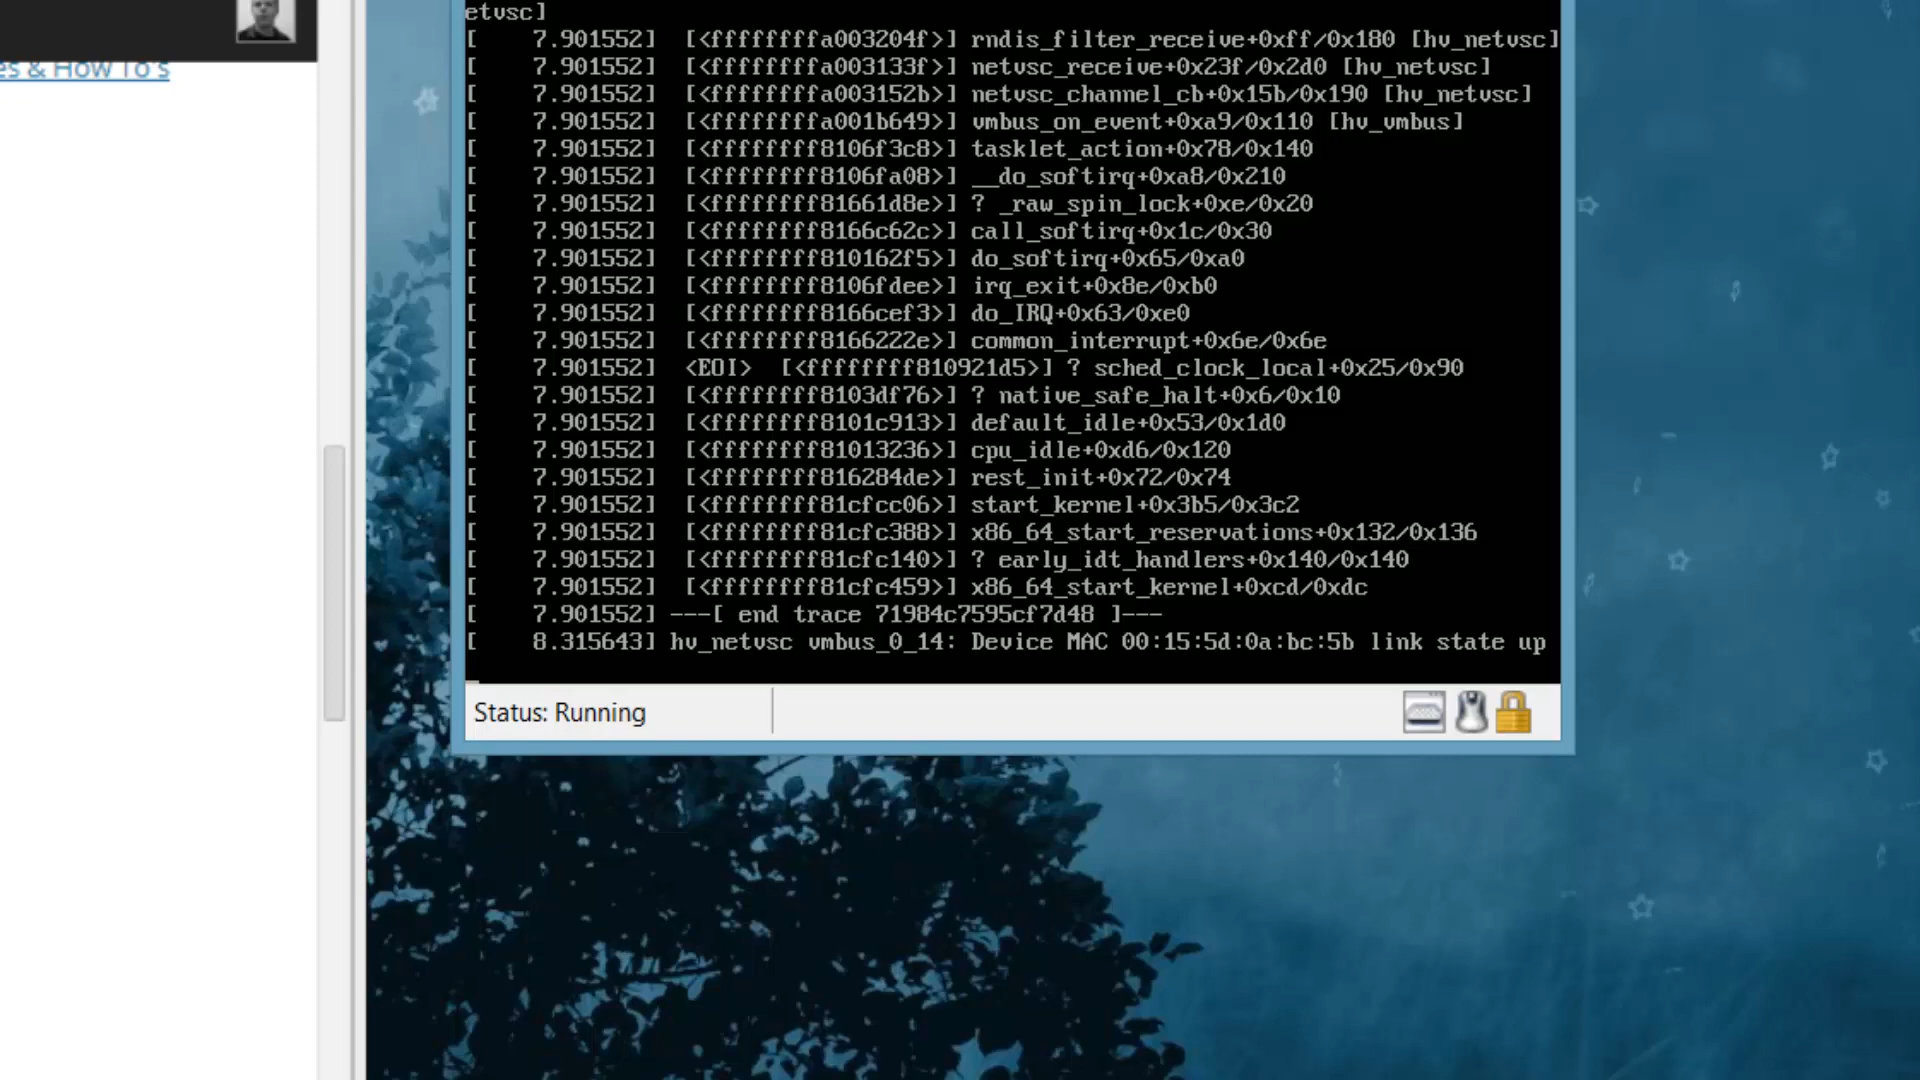 es & How To's
etvsc]
[    7.901552]  [<ffffffffa003204f>] rndis_filter_receive+0xff/0x180 [hv_netvsc]
[    7.901552]  [<ffffffffa003133f>] netvsc_receive+0x23f/0x2d0 [hv_netvsc]
[    7.901552]  [<ffffffffa003152b>] netvsc_channel_cb+0x15b/0x190 [hv_netvsc]
[    7.901552]  [<ffffffffa001b649>] vmbus_on_event+0xa9/0x110 [hv_vmbus]
[    7.901552]  [<ffffffff8106f3c8>] tasklet_action+0x78/0x140
[    7.901552]  [<ffffffff8106fa08>] __do_softirq+0xa8/0x210
[    7.901552]  [<ffffffff81661d8e>] ? _raw_spin_lock+0xe/0x20
[    7.901552]  [<ffffffff8166c62c>] call_softirq+0x1c/0x30
[    7.901552]  [<ffffffff810162f5>] do_softirq+0x65/0xa0
[    7.901552]  [<ffffffff8106fdee>] irq_exit+0x8e/0xb0
[    7.901552]  [<ffffffff8166cef3>] do_IRQ+0x63/0xe0
[    7.901552]  [<ffffffff8166222e>] common_interrupt+0x6e/0x6e
[    7.901552]  <EOI>  [<ffffffff810921d5>] ? sched_clock_local+0x25/0x90
[    7.901552]  [<ffffffff8103df76>] ? native_safe_halt+0x6/0x10
[    7.901552]  [<ffffffff8101c913>] default_idle+0x53/0x1d0
[    7.901552]  [<ffffffff81013236>] cpu_idle+0xd6/0x120
[    7.901552]  [<ffffffff816284de>] rest_init+0x72/0x74
[    7.901552]  [<ffffffff81cfcc06>] start_kernel+0x3b5/0x3c2
[    7.901552]  [<ffffffff81cfc388>] x86_64_start_reservations+0x132/0x136
[    7.901552]  [<ffffffff81cfc140>] ? early_idt_handlers+0x140/0x140
[    7.901552]  [<ffffffff81cfc459>] x86_64_start_kernel+0xcd/0xdc
[    7.901552] ---[ end trace 71984c7595cf7d48 ]---
[    8.315643] hv_netvsc vmbus_0_14: Device MAC 00:15:5d:0a:bc:5b link state up
Status: Running